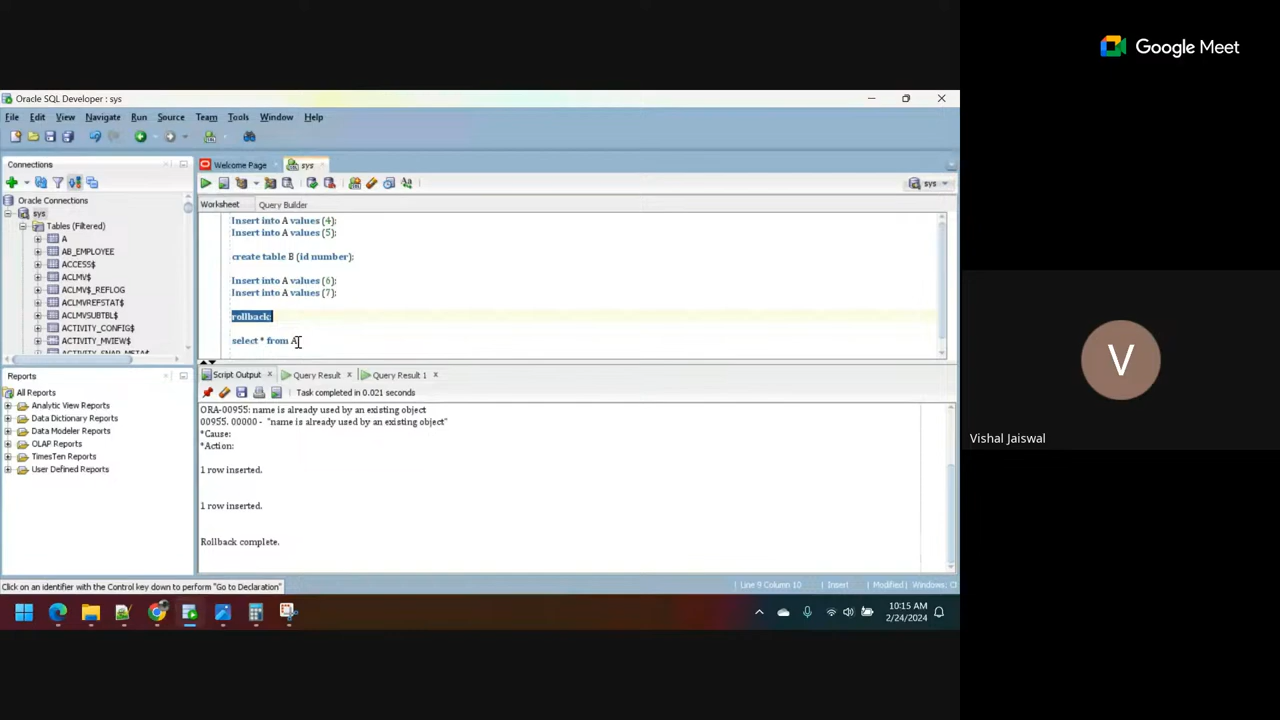 Google Meet
Oracle SQL Developer : sys
File Edit View Navigate Run Source Team Tools Window Help
Connections
Welcome Page
sys
sys
Oracle Connections
Worksheet
Query Builder
sys
Tables (Filtered)
A
AB_EMPLOYEE
ACCESS$
ACLMV$
ACLMV$_REFLOG
ACLMVREFSTAT$
ACLMVSUBTBL$
ACTIVITY_CONFIG$
ACTIVITY_MVIEW$
ACTIVITY_SNAP_META$
Insert into A values (4);
Insert into A values (5);
create table B (id number);
Insert into A values (6);
Insert into A values (7);
rollback;
select * from A
Reports
All Reports
Analytic View Reports
Data Dictionary Reports
Data Modeler Reports
OLAP Reports
TimesTen Reports
User Defined Reports
Script Output
Query Result
Query Result 1
Task completed in 0.021 seconds
ORA-00955: name is already used by an existing object
00955. 00000 - "name is already used by an existing object"
*Cause:
*Action:
1 row inserted.
1 row inserted.
Rollback complete.
Click on an identifier with the Control key down to perform "Go to Declaration"
Line 9 Column 10
Insert
Modified
Windows: C
10:15 AM
2/24/2024
V
Vishal Jaiswal